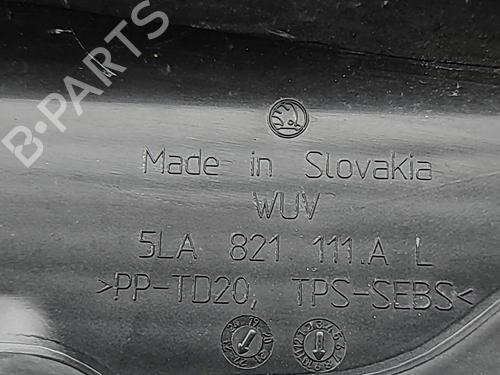 B-PARTS
Made in Slovakia
WUV
5LA 821 111.A L
>PP-TD20, TPS-SEBS<